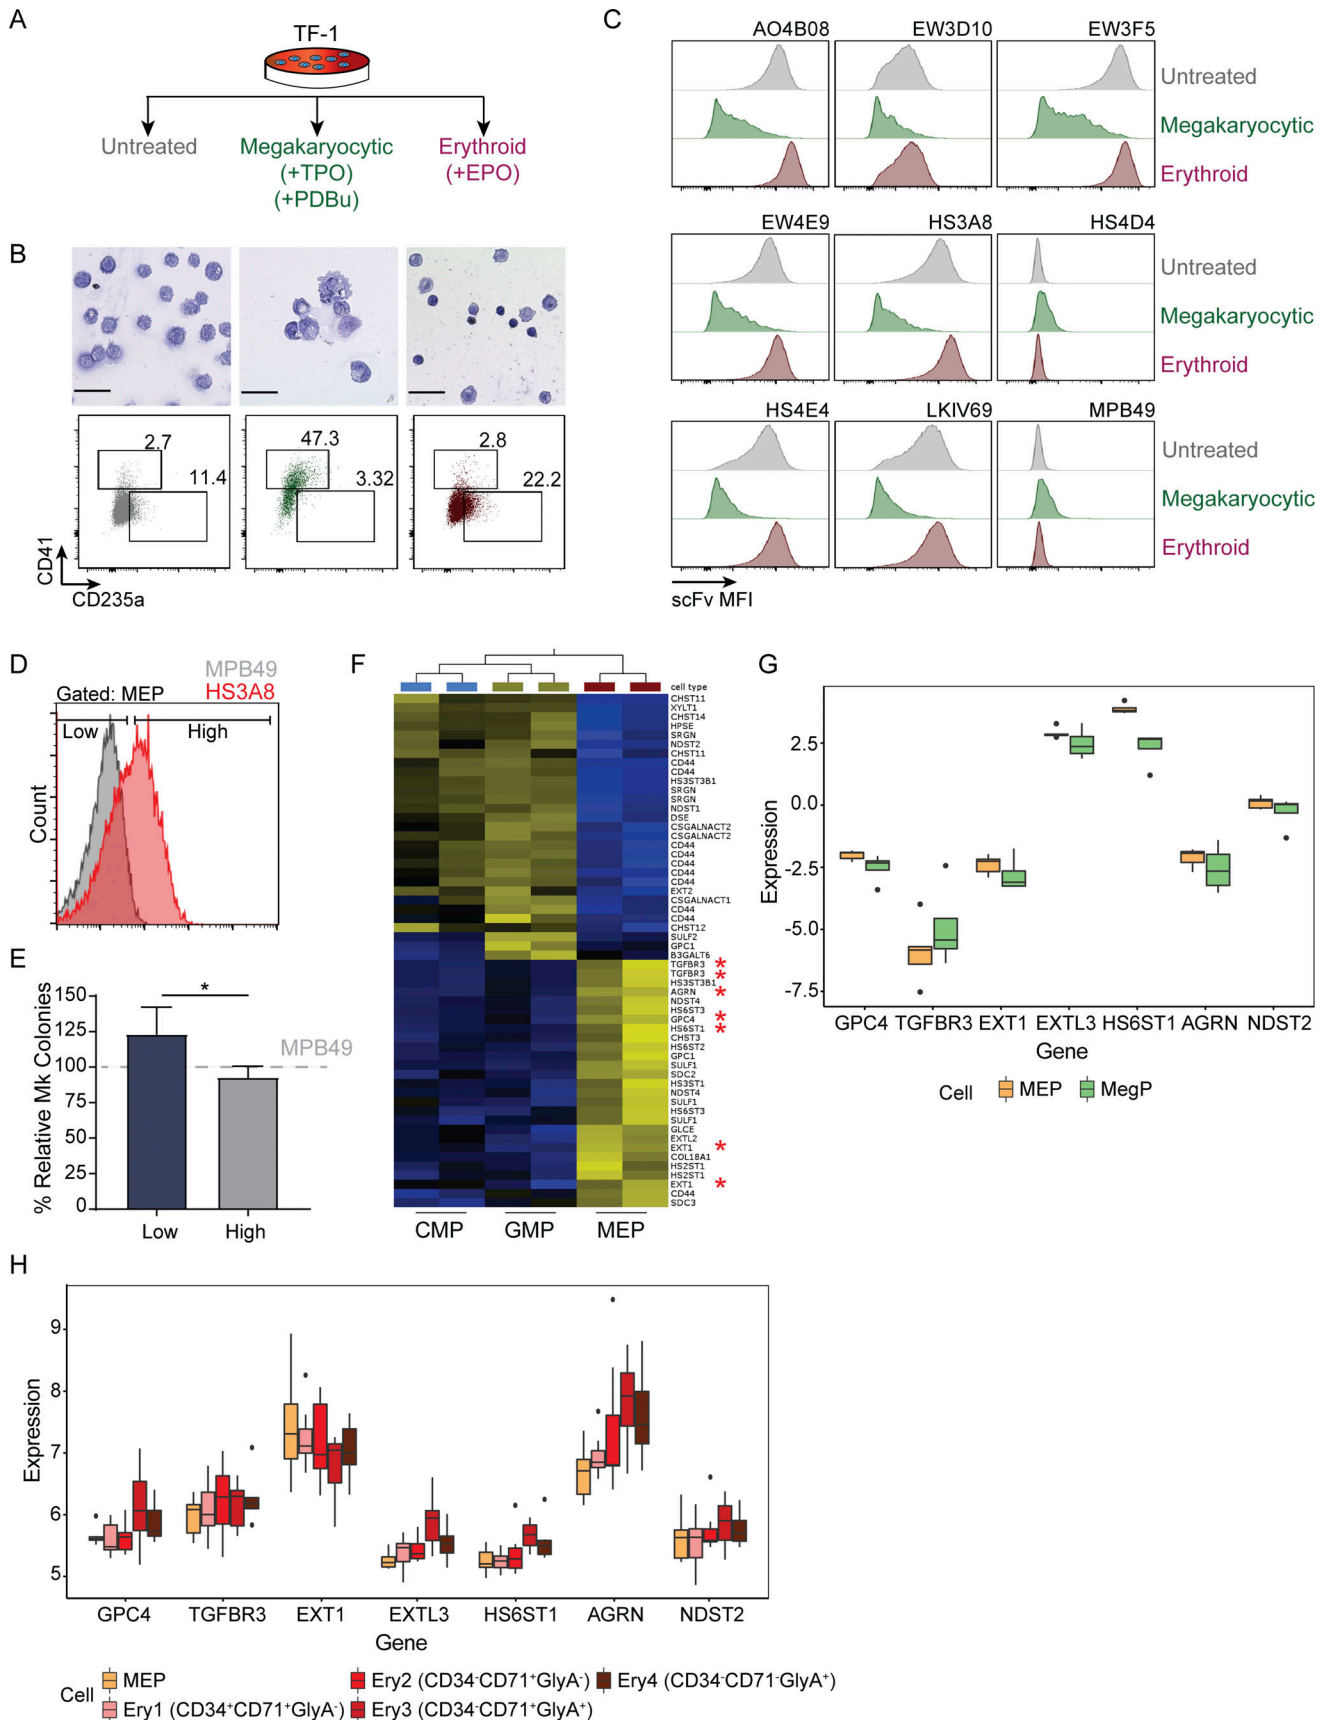 A
TF-1
Untreated
Megakaryocytic
(+TPO)
(+PDBu)
Erythroid
(+EPO)
B
2.7
11.4
47.3
3.32
2.8
22.2
CD41
CD235a
C
AO4B08
EW3D10
EW3F5
Untreated
Megakaryocytic
Erythroid
EW4E9
HS3A8
HS4D4
Untreated
Megakaryocytic
Erythroid
HS4E4
LKIV69
MPB49
Untreated
Megakaryocytic
Erythroid
scFv MFI
D
MPB49
HS3A8
Gated: MEP
Low
High
Count
E
% Relative Mk Colonies
150
125
100
75
50
25
0
*
MPB49
Low
High
F
cell type
CHST11
XYLT1
CHST14
HPSE
SRGN
NDST2
CHST11
CD44
CD44
HS3ST3B1
SRGN
SRGN
NDST1
DSE
CSGALNACT2
CSGALNACT2
CD44
CD44
CD44
CD44
CD44
EXT2
CSGALNACT1
CD44
CD44
CHST12
SULF2
GPC1
B3GALT6
TGFBR3 *
TGFBR3 *
HS3ST3B1
AGRN *
NDST4
HS6ST3
GPC4 *
HS6ST1 *
CHST3
HS6ST2
GPC1
SULF1
SDC2
HS3ST1
NDST4
SULF1
HS6ST3
SULF1
GLCE
EXTL2
EXT1 *
COL18A1
HS2ST1
HS2ST1
EXT1 *
CD44
SDC3
CMP
GMP
MEP
G
Expression
2.5
0.0
-2.5
-5.0
-7.5
GPC4 TGFBR3 EXT1 EXTL3 HS6ST1 AGRN NDST2
Gene
Cell MEP MegP
H
Expression
9
8
7
6
5
GPC4 TGFBR3 EXT1 EXTL3 HS6ST1 AGRN NDST2
Gene
Cell
MEP
Ery1 (CD34⁺CD71⁺GlyA⁻)
Ery2 (CD34⁻CD71⁺GlyA⁻)
Ery3 (CD34⁻CD71⁺GlyA⁺)
Ery4 (CD34⁻CD71⁻GlyA⁺)